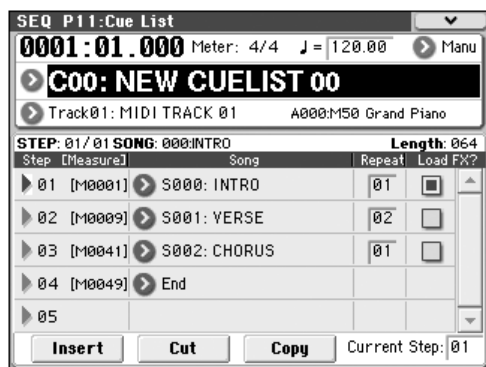 SEQ P11:Cue List
0001:01.000 Meter: 4/4 ♩= 120.00 Manu
C00: NEW CUELIST 00
Track01: MIDI TRACK 01 A000:M50 Grand Piano
STEP: 01/01 SONG: 000:INTRO Length: 064
Step [Measure] Song Repeat Load FX?
01 [M0001] S000: INTRO 01
02 [M0009] S001: VERSE 02
03 [M0041] S002: CHORUS 01
04 [M0049] End
05
Insert Cut Copy Current Step: 01